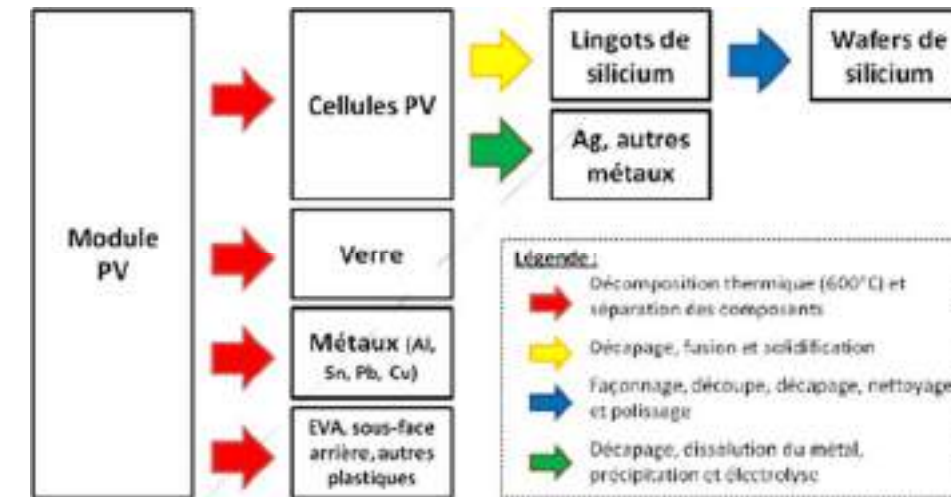 Module
PV
Cellules PV
Lingots de
silicium
Wafers de
silicium
Ag, autres
métaux
Verre
Métaux (Al,
Sn, Pb, Cu)
EVA, sous-face
arrière, autres
plastiques
Légende :
Décomposition thermique (600°C) et
séparation des composants
Décapage, fusion et solidification
Façonnage, découpe, décapage, nettoyage
et polissage
Décapage, dissolution du métal,
précipitation et électrolyse